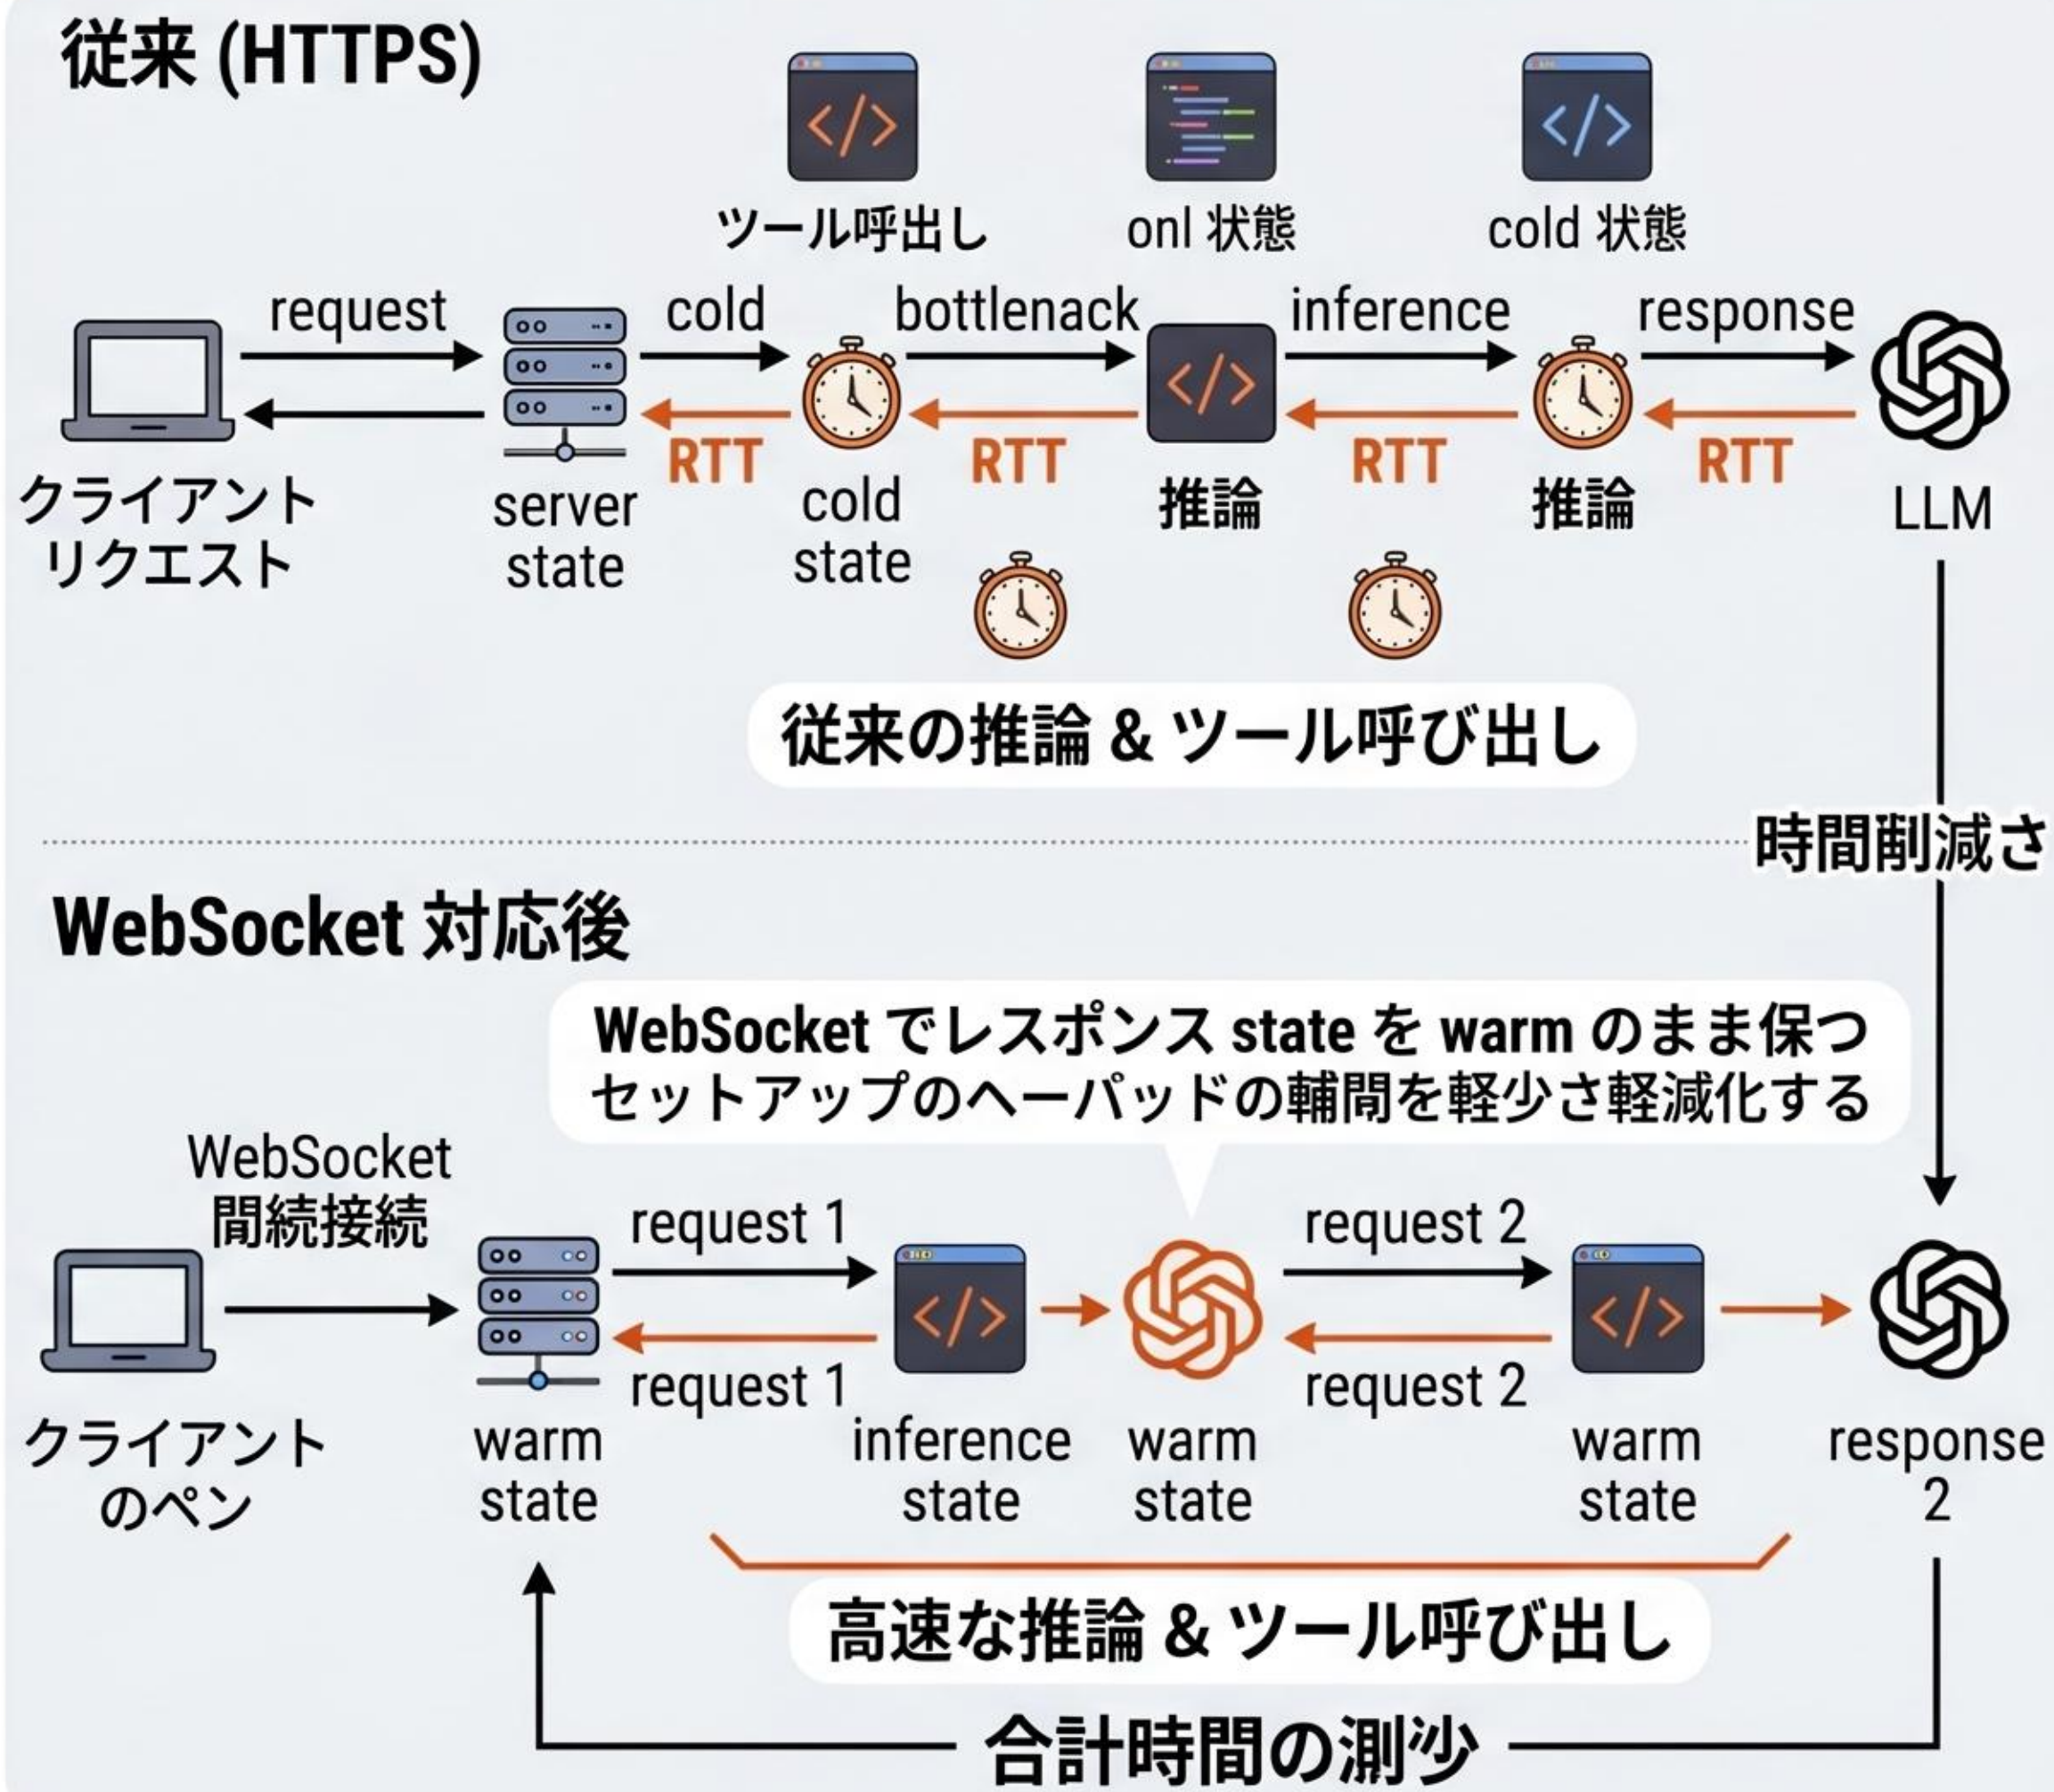 従来 (HTTPS)
ツール呼出し
onl 状態
cold 状態
request
cold
bottlenack
inference
response
RTT
RTT
RTT
RTT
クライアント
リクエスト
server
state
cold
state
推論
推論
LLM
従来の推論 & ツール呼び出し
時間削減さ
WebSocket 対応後
WebSocket でレスポンス state を warm のまま保つ
セットアップのヘーパッドの輔問を軽少さ軽減化する
WebSocket
間続接続
request 1
request 2
request 1
request 2
クライアント
のペン
warm
state
inference
state
warm
state
warm
state
response
2
高速な推論 & ツール呼び出し
合計時間の